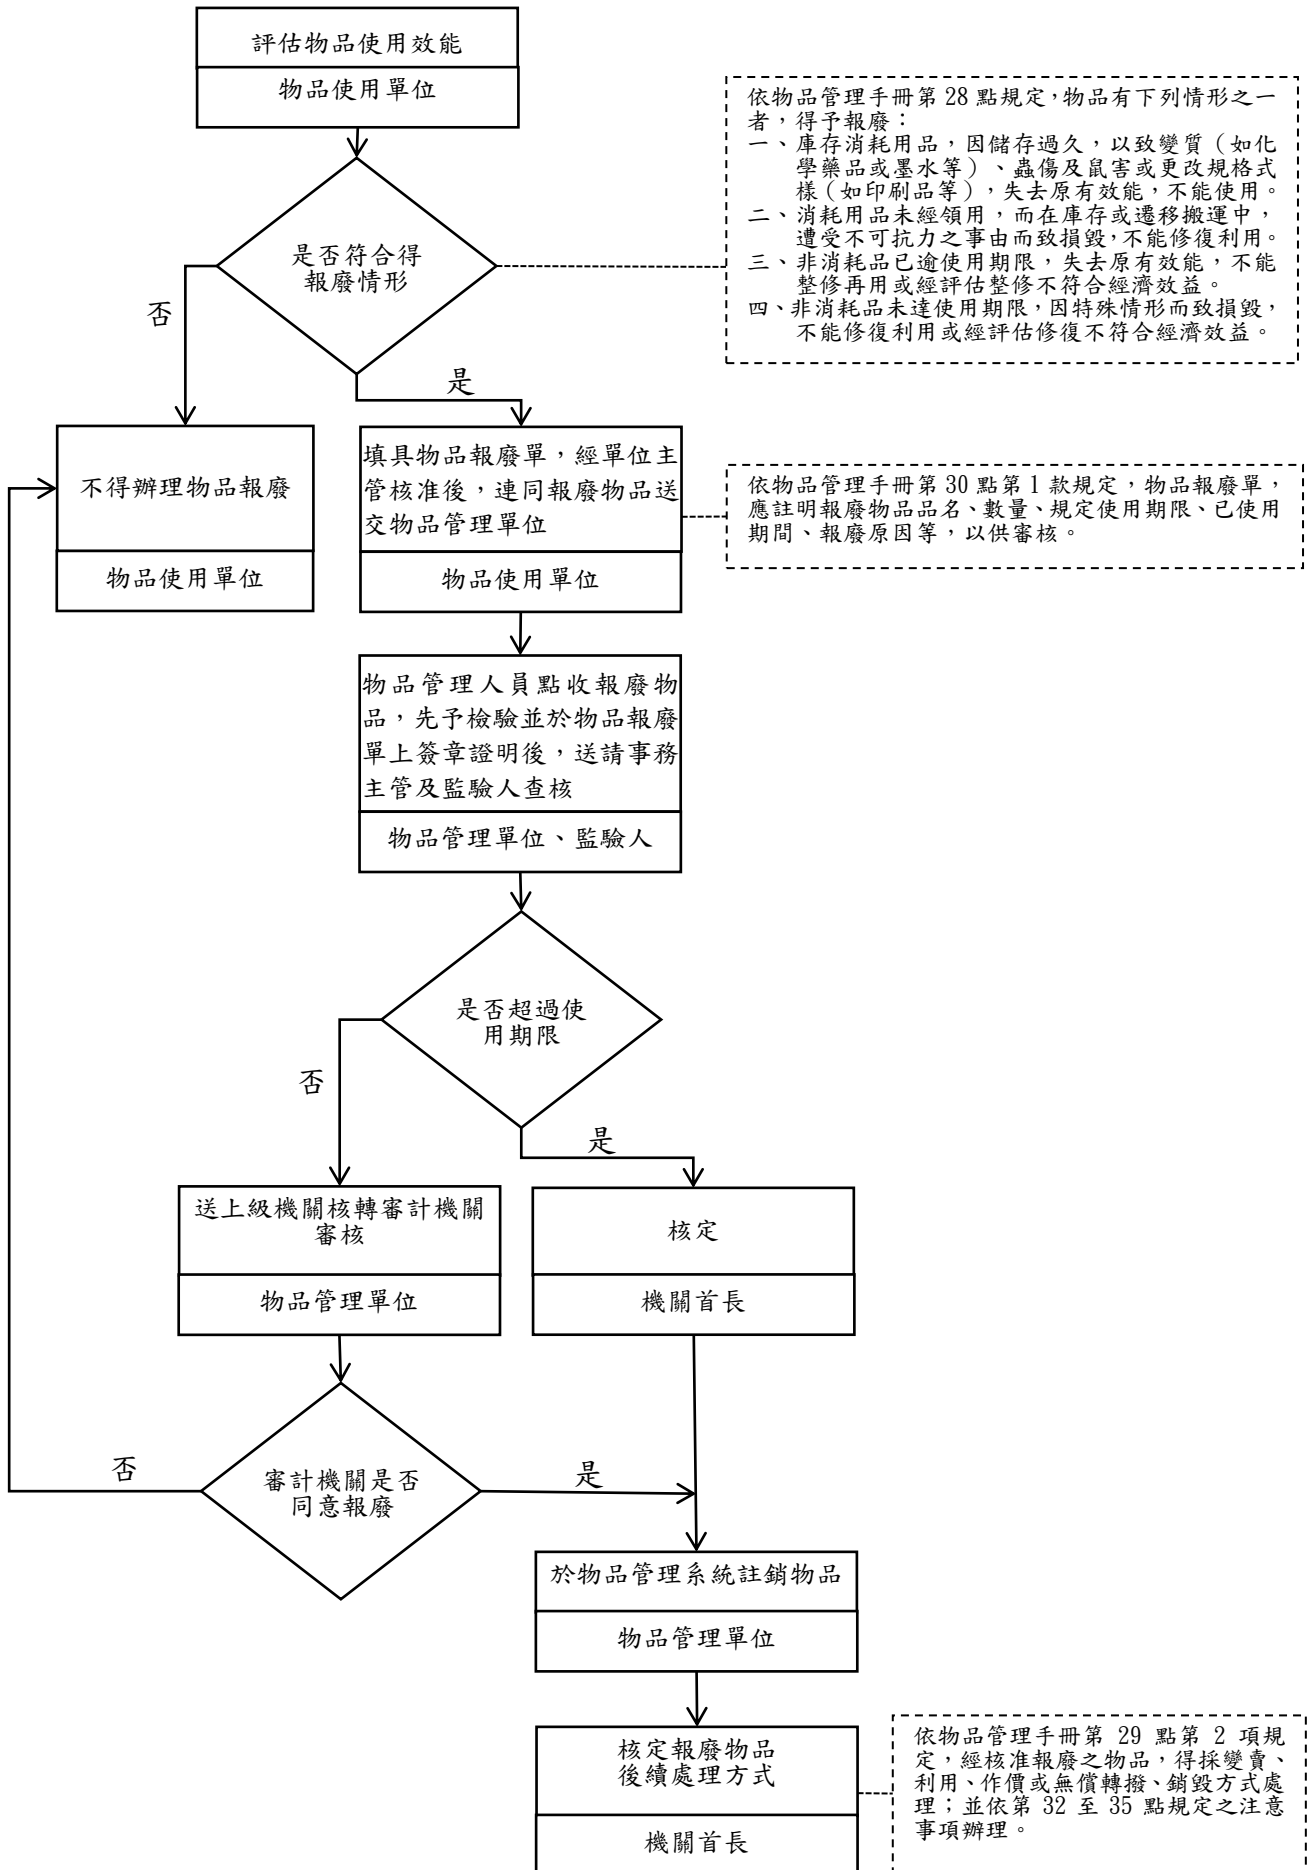 評估物品使用效能
物品使用單位
依物品管理手冊第 28 點規定，物品有下列情形之一
者，得予報廢：
一、庫存消耗用品，因儲存過久，以致變質（如化
學藥品或墨水等）、蟲傷及鼠害或更改規格式
樣（如印刷品等），失去原有效能，不能使用。
二、消耗用品未經領用，而在庫存或遷移搬運中，
遭受不可抗力之事由而致損毀，不能修復利用。
三、非消耗品已逾使用期限，失去原有效能，不能
整修再用或經評估整修不符合經濟效益。
四、非消耗品未達使用期限，因特殊情形而致損毀，
不能修復利用或經評估修復不符合經濟效益。
是否符合得
報廢情形
否
是
不得辦理物品報廢
物品使用單位
填具物品報廢單，經單位主
管核准後，連同報廢物品送
交物品管理單位
物品使用單位
依物品管理手冊第 30 點第 1 款規定，物品報廢單，
應註明報廢物品品名、數量、規定使用期限、已使用
期間、報廢原因等，以供審核。
物品管理人員點收報廢物
品，先予檢驗並於物品報廢
單上簽章證明後，送請事務
主管及監驗人查核
物品管理單位、監驗人
是否超過使
用期限
否
是
送上級機關核轉審計機關
審核
物品管理單位
核定
機關首長
審計機關是否
同意報廢
否
是
於物品管理系統註銷物品
物品管理單位
核定報廢物品
後續處理方式
機關首長
依物品管理手冊第 29 點第 2 項規
定，經核准報廢之物品，得採變賣、
利用、作價或無償轉撥、銷毀方式處
理；並依第 32 至 35 點規定之注意
事項辦理。